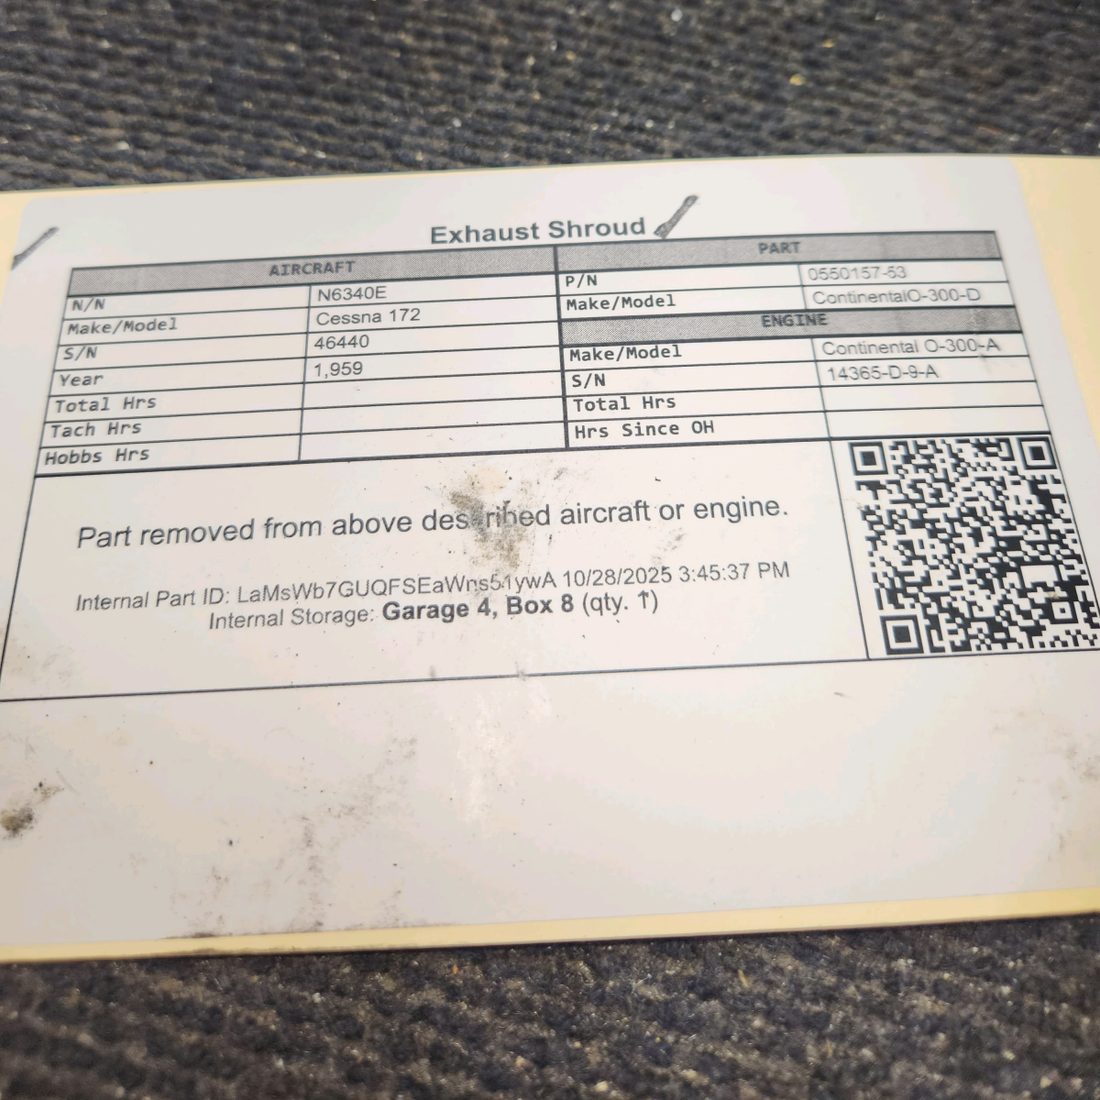 Exhaust Shroud
AIRCRAFT
N/N N6340E
Make/Model Cessna 172
S/N 46440
Year 1,959
Total Hrs
Tach Hrs
Hobbs Hrs
PART
P/N 0550157-53
Make/Model ContinentalO-300-D
ENGINE
Make/Model Continental O-300-A
S/N 14365-D-9-A
Total Hrs
Hrs Since OH
Part removed from above described aircraft or engine.
Internal Part ID: LaMsWb7GUQFSEaWns51ywA 10/28/2025 3:45:37 PM
Internal Storage: Garage 4, Box 8 (qty. 1)